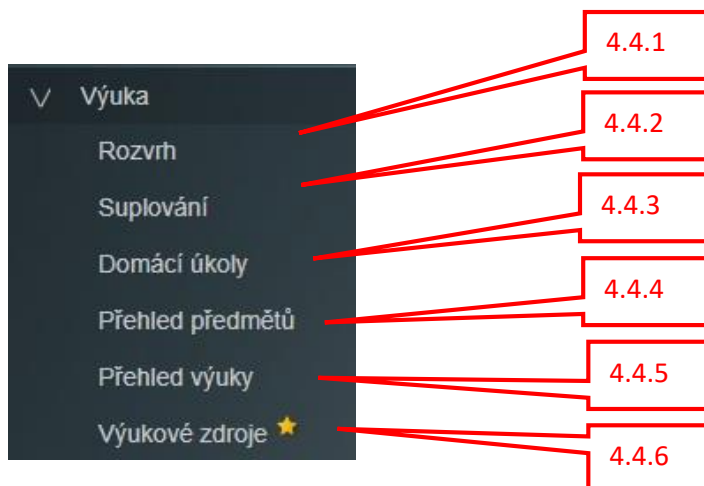 4.4.1
Výuka
4.4.2
Rozvrh
Suplování
4.4.3
Domácí úkoly
4.4.4
Přehled předmětů
4.4.5
Přehled výuky
Výukové zdroje
4.4.6